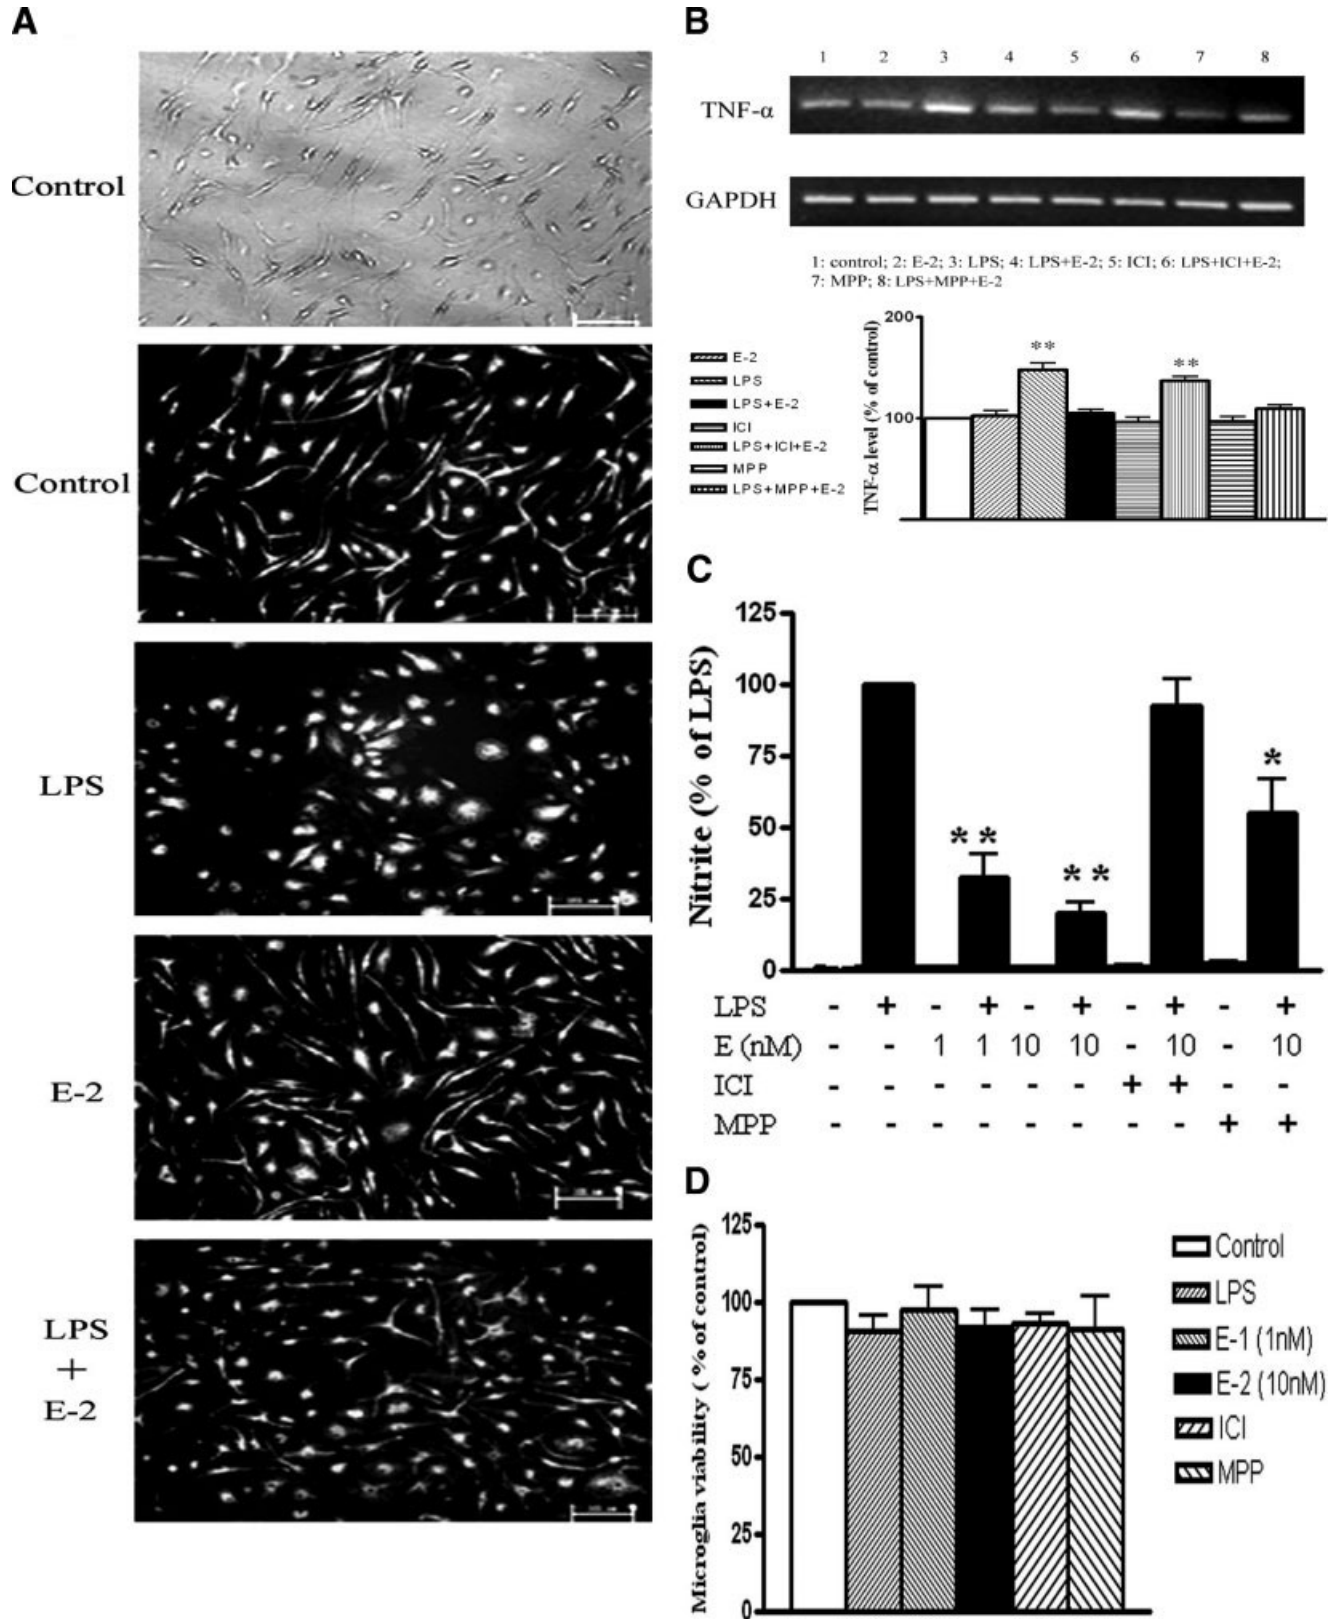 A
Control
Control
LPS
E-2
LPS
+
E-2
B
1 2 3 4 5 6 7 8
TNF-α
GAPDH
1: control; 2: E-2; 3: LPS; 4: LPS+E-2; 5: ICI; 6: LPS+ICI+E-2;
7: MPP; 8: LPS+MPP+E-2
E-2
LPS
LPS+E-2
ICI
LPS+ICI+E-2
MPP
LPS+MPP+E-2
TNF-α level (% of control)
200
100
**
**
C
Nitrite (% of LPS)
125
100
75
50
25
0
**
**
*
LPS - + - + - + - + - +
E (nM) - - 1 1 10 10 - 10 - 10
ICI - - - - - - + + - -
MPP - - - - - - - - + +
D
Microglia viability ( % of control)
125
100
75
50
25
0
Control
LPS
E-1 (1nM)
E-2 (10nM)
ICI
MPP